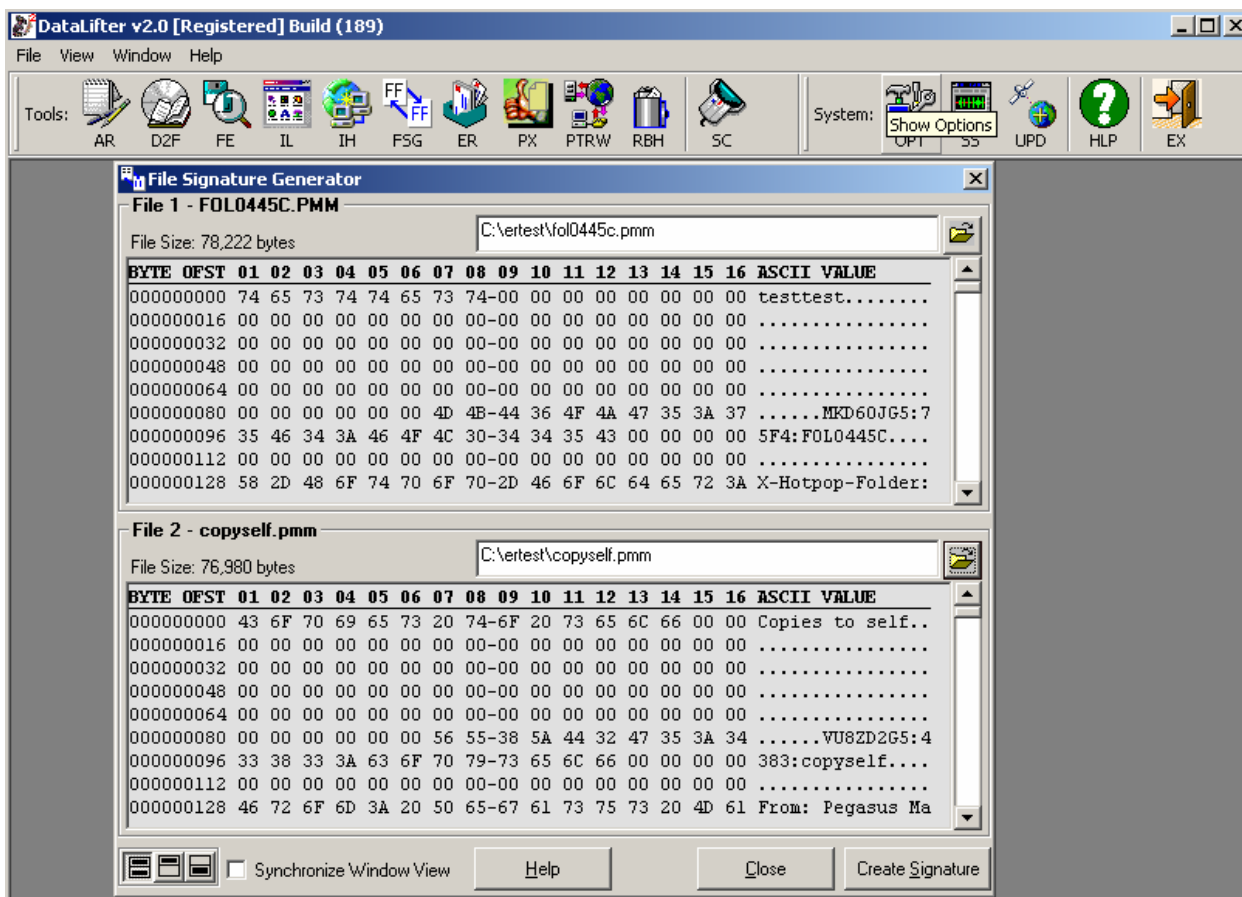 DataLifter v2.0 [Registered] Build (189)
File View Window Help
Tools: AR D2F FE IL IH FSG ER PX PTRW RBH SC System: OPT SS UPD HLP EX
FF FF
Show Options
File Signature Generator
File 1 - FOL0445C.PMM
File Size: 78,222 bytes C:\ertest\fol0445c.pmm
BYTE OFST 01 02 03 04 05 06 07 08 09 10 11 12 13 14 15 16 ASCII VALUE
000000000 74 65 73 74 74 65 73 74-00 00 00 00 00 00 00 00 testtest........
000000016 00 00 00 00 00 00 00 00-00 00 00 00 00 00 00 00 ................
000000032 00 00 00 00 00 00 00 00-00 00 00 00 00 00 00 00 ................
000000048 00 00 00 00 00 00 00 00-00 00 00 00 00 00 00 00 ................
000000064 00 00 00 00 00 00 00 00-00 00 00 00 00 00 00 00 ................
000000080 00 00 00 00 00 00 4D 4B-44 36 4F 4A 47 35 3A 37 ......MKD6OJG5:7
000000096 35 46 34 3A 46 4F 4C 30-34 34 35 43 00 00 00 00 5F4:FOL0445C....
000000112 00 00 00 00 00 00 00 00-00 00 00 00 00 00 00 00 ................
000000128 58 2D 48 6F 74 70 6F 70-2D 46 6F 6C 64 65 72 3A X-Hotpop-Folder:
File 2 - copyself.pmm
File Size: 76,980 bytes C:\ertest\copyself.pmm
BYTE OFST 01 02 03 04 05 06 07 08 09 10 11 12 13 14 15 16 ASCII VALUE
000000000 43 6F 70 69 65 73 20 74-6F 20 73 65 6C 66 00 00 Copies to self..
000000016 00 00 00 00 00 00 00 00-00 00 00 00 00 00 00 00 ................
000000032 00 00 00 00 00 00 00 00-00 00 00 00 00 00 00 00 ................
000000048 00 00 00 00 00 00 00 00-00 00 00 00 00 00 00 00 ................
000000064 00 00 00 00 00 00 00 00-00 00 00 00 00 00 00 00 ................
000000080 00 00 00 00 00 00 56 55-38 5A 44 32 47 35 3A 34 ......VU8ZD2G5:4
000000096 33 38 33 3A 63 6F 70 79-73 65 6C 66 00 00 00 00 383:copyself....
000000112 00 00 00 00 00 00 00 00-00 00 00 00 00 00 00 00 ................
000000128 46 72 6F 6D 3A 20 50 65-67 61 73 75 73 20 4D 61 From: Pegasus Ma
Synchronize Window View Help Close Create Signature